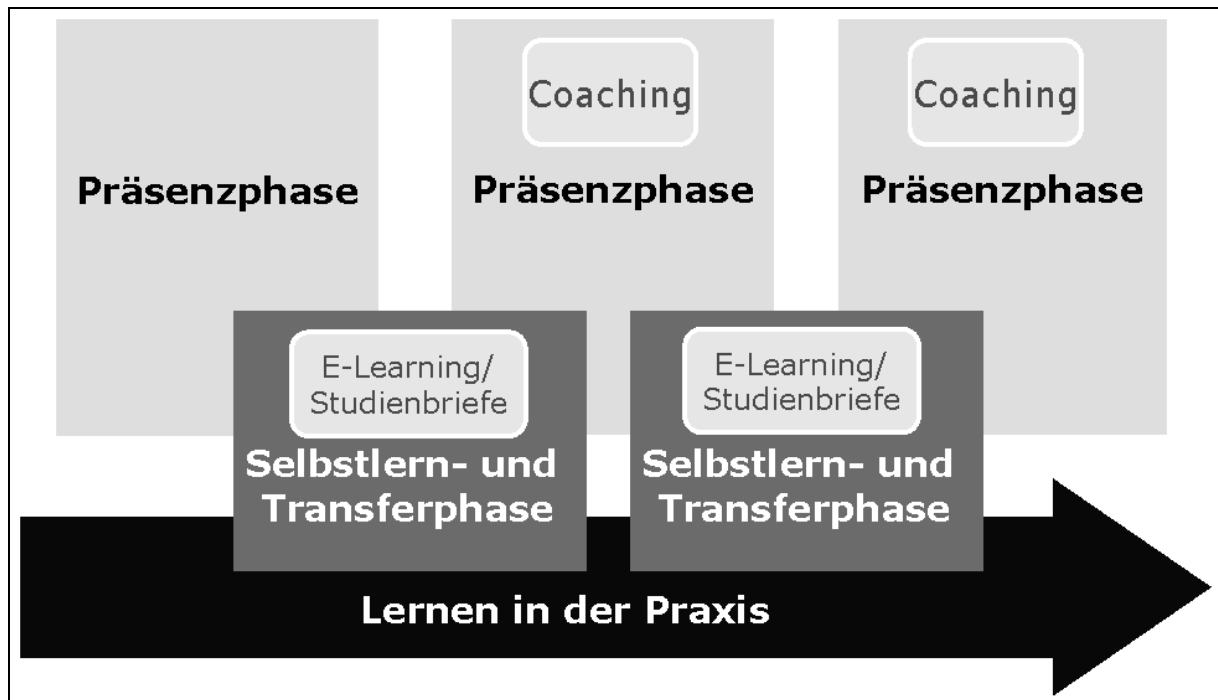 Coaching
Coaching
Präsenzphase
Präsenzphase
Präsenzphase
E-Learning/
Studienbriefe
E-Learning/
Studienbriefe
Selbstlern- und
Transferphase
Selbstlern- und
Transferphase
Lernen in der Praxis